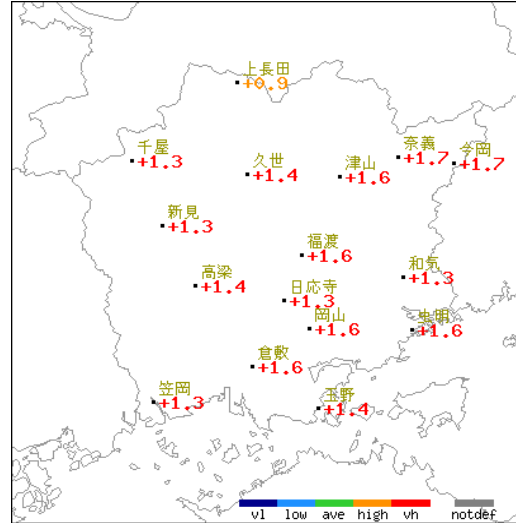 上長田
+0.9
千屋
+1.3
久世
+1.4
津山
+1.6
奈義
+1.7
今岡
+1.7
新見
+1.3
福渡
+1.6
和気
+1.3
高梁
+1.4
日応寺
+1.3
岡山
+1.6
虫明
+1.6
倉敷
+1.6
笠岡
+1.3
玉野
+1.4
vl low ave high vh notdef